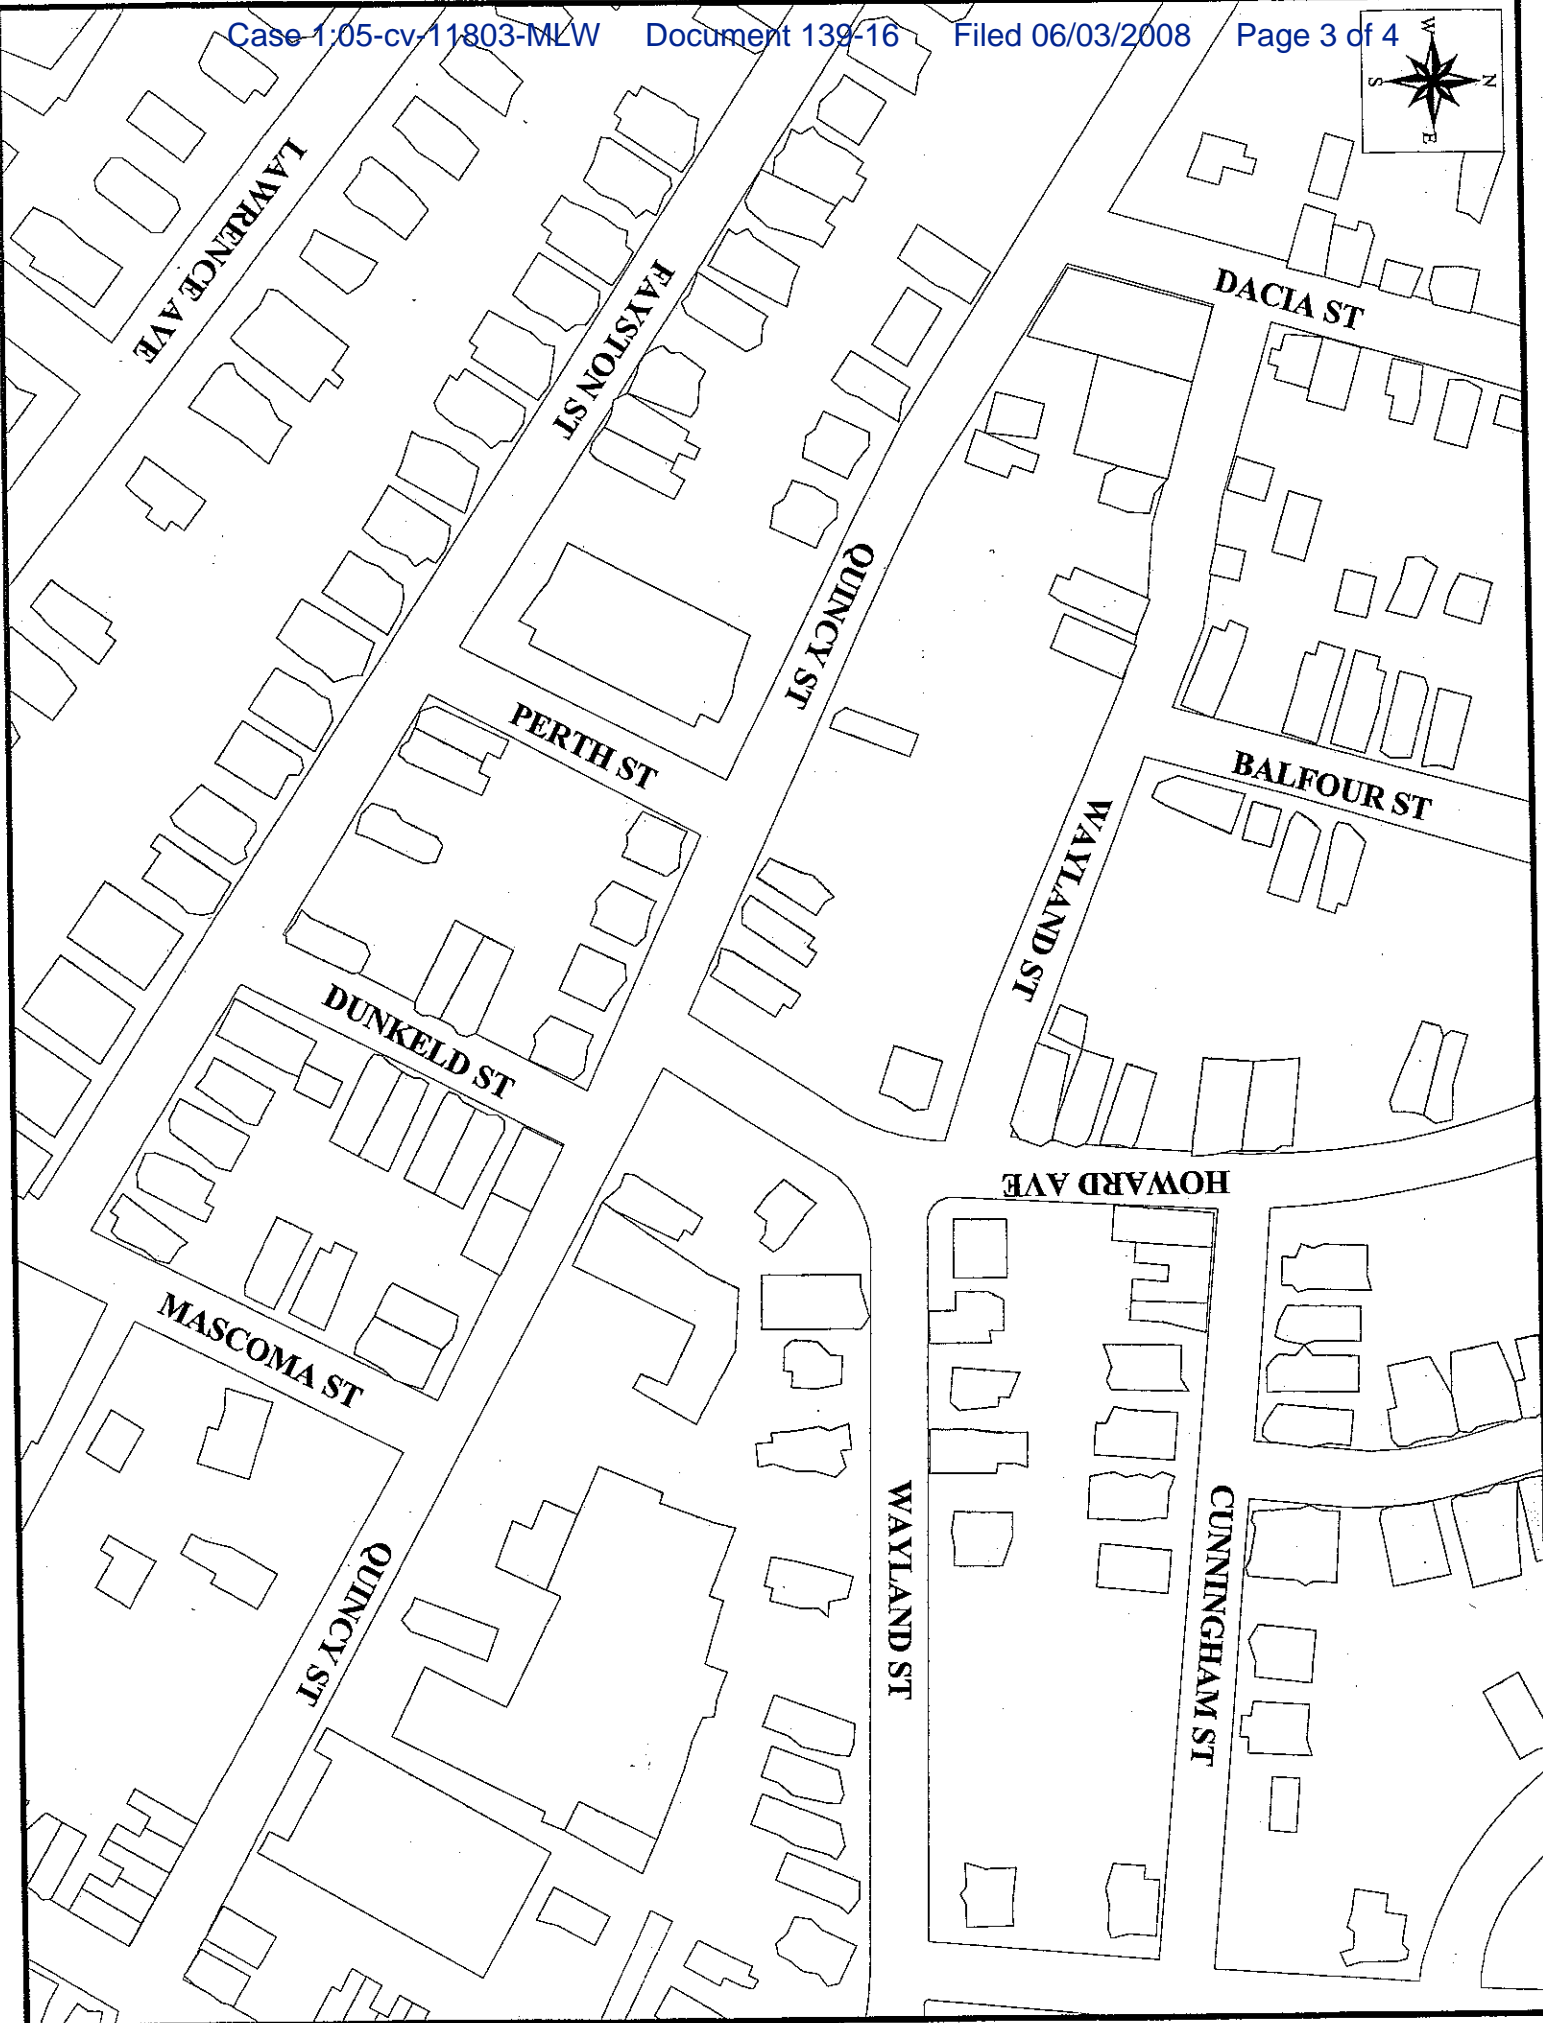 Case 1:05-cv-11803-MLW Document 139-16 Filed 06/03/2008 Page 3 of 4
W
S
N
E
LAWRENCE AVE
FAYSTON ST
DACIA ST
QUINCY ST
PERTH ST
BALFOUR ST
WAYLAND ST
DUNKELD ST
HOWARD AVE
MASCOMA ST
WAYLAND ST
CUNNINGHAM ST
QUINCY ST